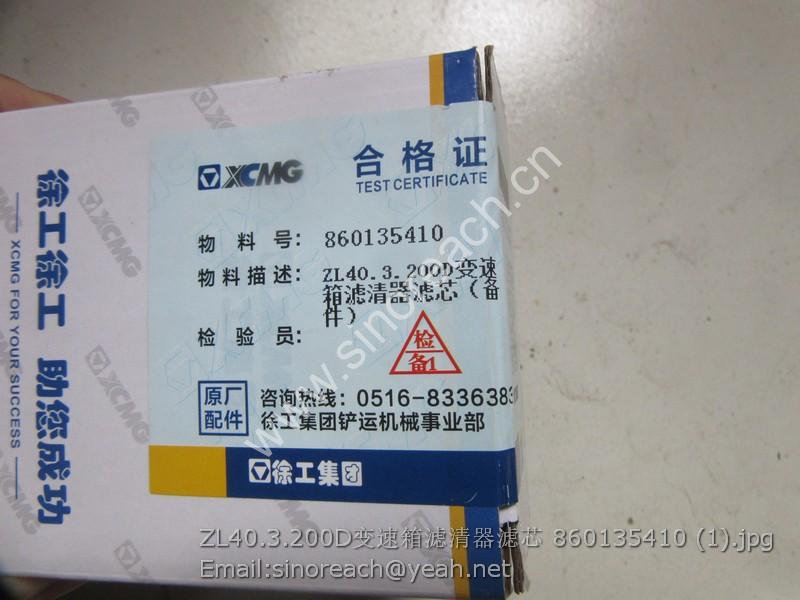 XCMG
合格证
TEST CERTIFICATE
物料号: 860135410
物料描述: ZL40.3.200D变速
箱滤清器滤芯（备
件）
检验员:
检
备1
原厂
配件
咨询热线: 0516-8336383
徐工集团铲运机械事业部
徐工集团
徐工徐工 助您成功
XCMG FOR YOUR SUCCESS
XCMG
XCMG
XCMG
www.sinoreach.cn
ZL40.3.200D变速箱滤清器滤芯 860135410 (1).jpg
Email:sinoreach@yeah.net